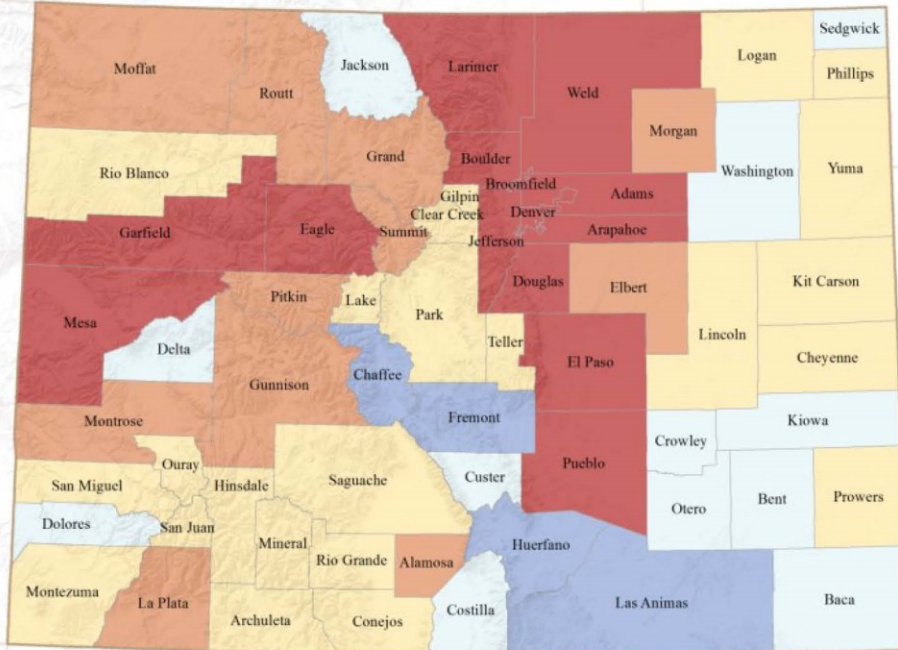 Sedgwick
Logan
Jackson
Larimer
Moffat
Phillips
Routt
Weld
Morgan
Grand
Boulder
Washington
Yuma
Rio Blanco
Broomfield
Adams
Gilpin
Clear Creek
Denver
Garfield
Eagle
Summit
Arapahoe
Jefferson
Douglas
Elbert
Kit Carson
Pitkin
Lake
Park
Mesa
Lincoln
Teller
Delta
Cheyenne
El Paso
Chaffee
Gunnison
Fremont
Montrose
Kiowa
Crowley
Ouray
Pueblo
Custer
Saguache
San Miguel
Hinsdale
Bent
Prowers
Otero
Dolores
San Juan
Mineral
Huerfano
Rio Grande
Alamosa
Montezuma
La Plata
Las Animas
Baca
Costilla
Archuleta
Conejos